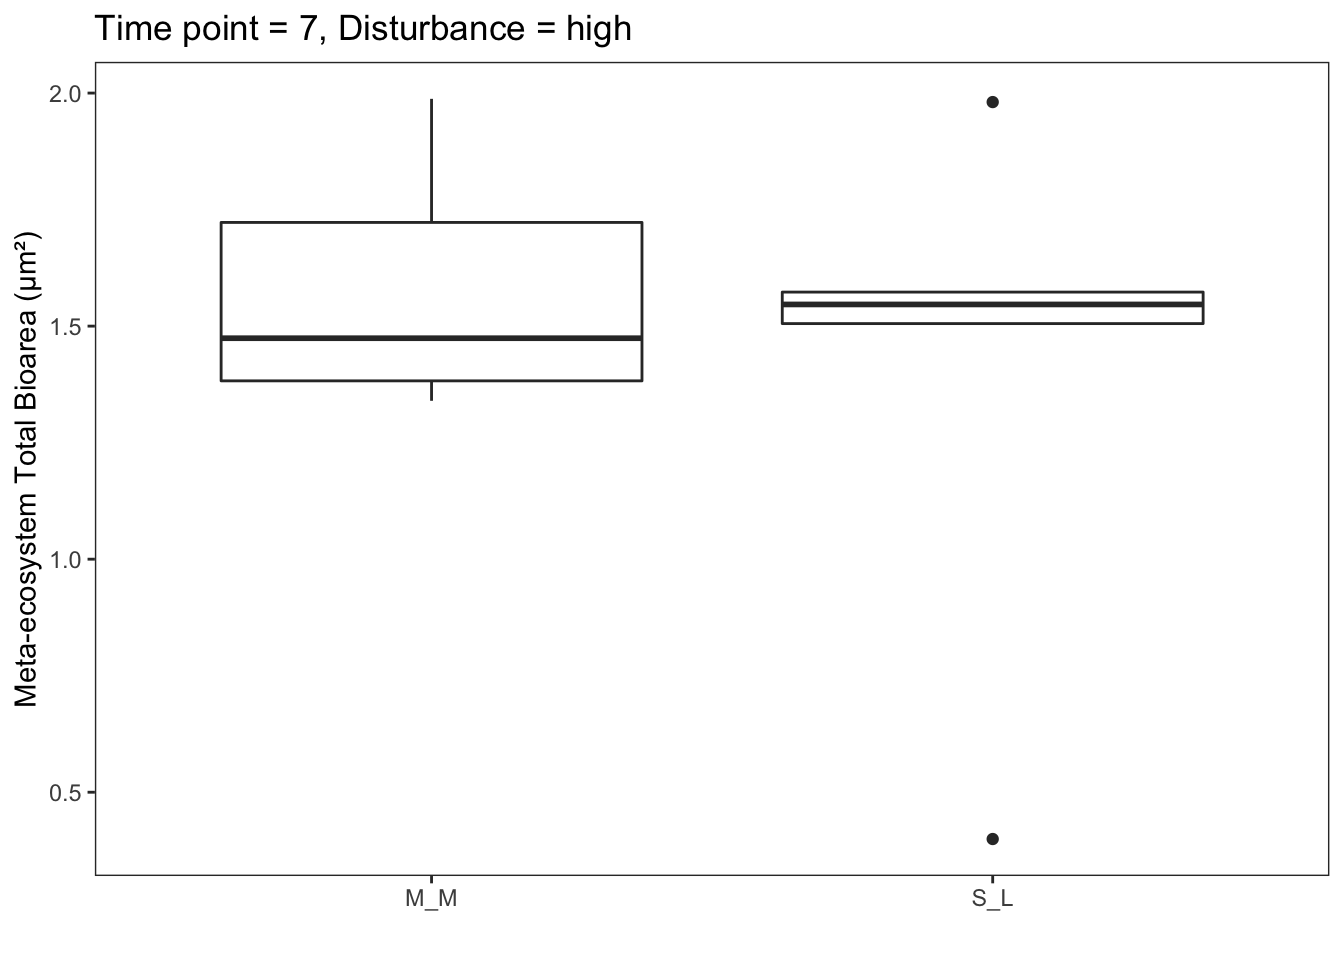 Time point = 7, Disturbance = high
Meta-ecosystem Total Bioarea (μm²)
2.0
1.5
1.0
0.5
M_M
S_L